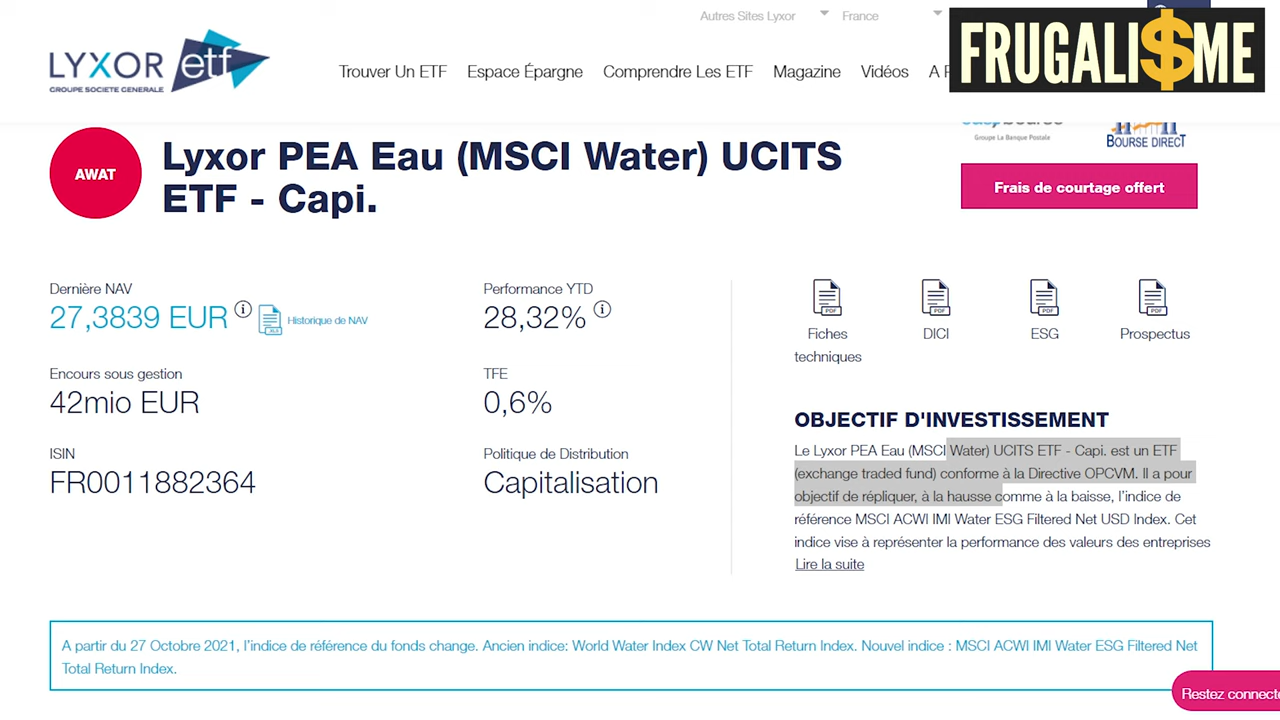 Autres Sites Lyxor France
LYXOR etf
GROUPE SOCIETE GENERALE
Trouver Un ETF Espace Épargne Comprendre Les ETF Magazine Vidéos A
FRUGALI$ME
Groupe La Banque Postale
BOURSE DIRECT
AWAT
Lyxor PEA Eau (MSCI Water) UCITS
ETF - Capi.
Frais de courtage offert
Dernière NAV
27,3839 EUR
Historique de NAV
Performance YTD
28,32%
Encours sous gestion
42mio EUR
TFE
0,6%
ISIN
FR0011882364
Politique de Distribution
Capitalisation
PDF PDF PDF PDF
Fiches
techniques
DICI
ESG
Prospectus
OBJECTIF D'INVESTISSEMENT
Le Lyxor PEA Eau (MSCI Water) UCITS ETF - Capi. est un ETF
(exchange traded fund) conforme à la Directive OPCVM. Il a pour
objectif de répliquer, à la hausse comme à la baisse, l’indice de
référence MSCI ACWI IMI Water ESG Filtered Net USD Index. Cet
indice vise à représenter la performance des valeurs des entreprises
Lire la suite
A partir du 27 Octobre 2021, l’indice de référence du fonds change. Ancien indice: World Water Index CW Net Total Return Index. Nouvel indice : MSCI ACWI IMI Water ESG Filtered Net
Total Return Index.
Restez connecte